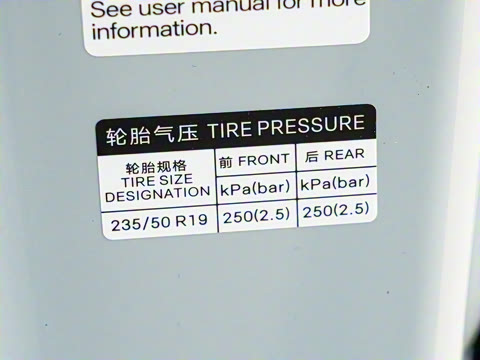 See user manual for more
information.
轮胎气压 TIRE PRESSURE
轮胎规格
TIRE SIZE
DESIGNATION
前 FRONT
后 REAR
kPa(bar)
kPa(bar)
235/50 R19
250(2.5)
250(2.5)